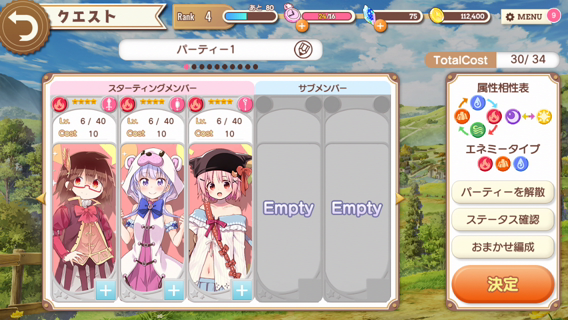 クエスト
Rank 4
あと 80
24/16
75
112,400
MENU 9
パーティー1
TotalCost 30/ 34
スターティングメンバー
サブメンバー
Lv. 6 / 40
Cost 10
Lv. 6 / 40
Cost 10
Lv. 6 / 40
Cost 10
Empty
Empty
属性相性表
エネミータイプ
パーティーを解散
ステータス確認
おまかせ編成
決定